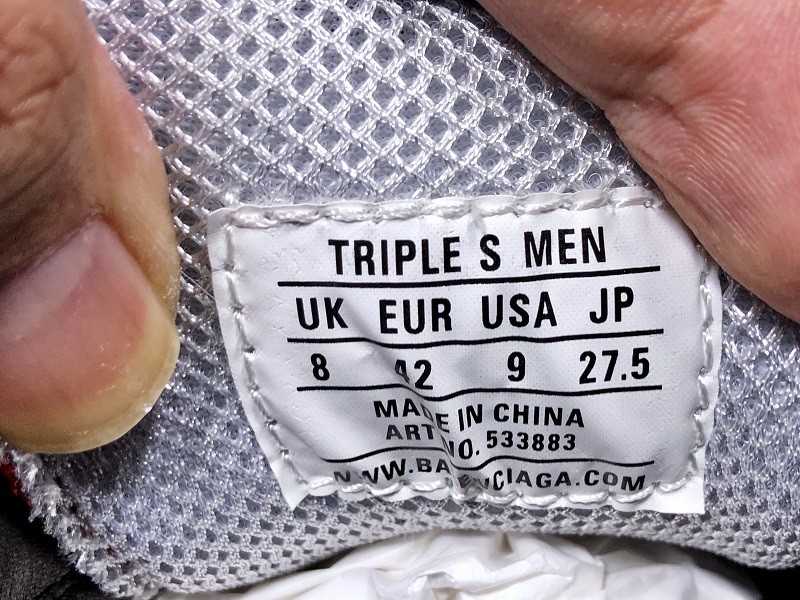 TRIPLE S MEN
UK EUR USA JP
8 42 9 27.5
MADE IN CHINA
ART NO. 533883
WWW.BALENCIAGA.COM